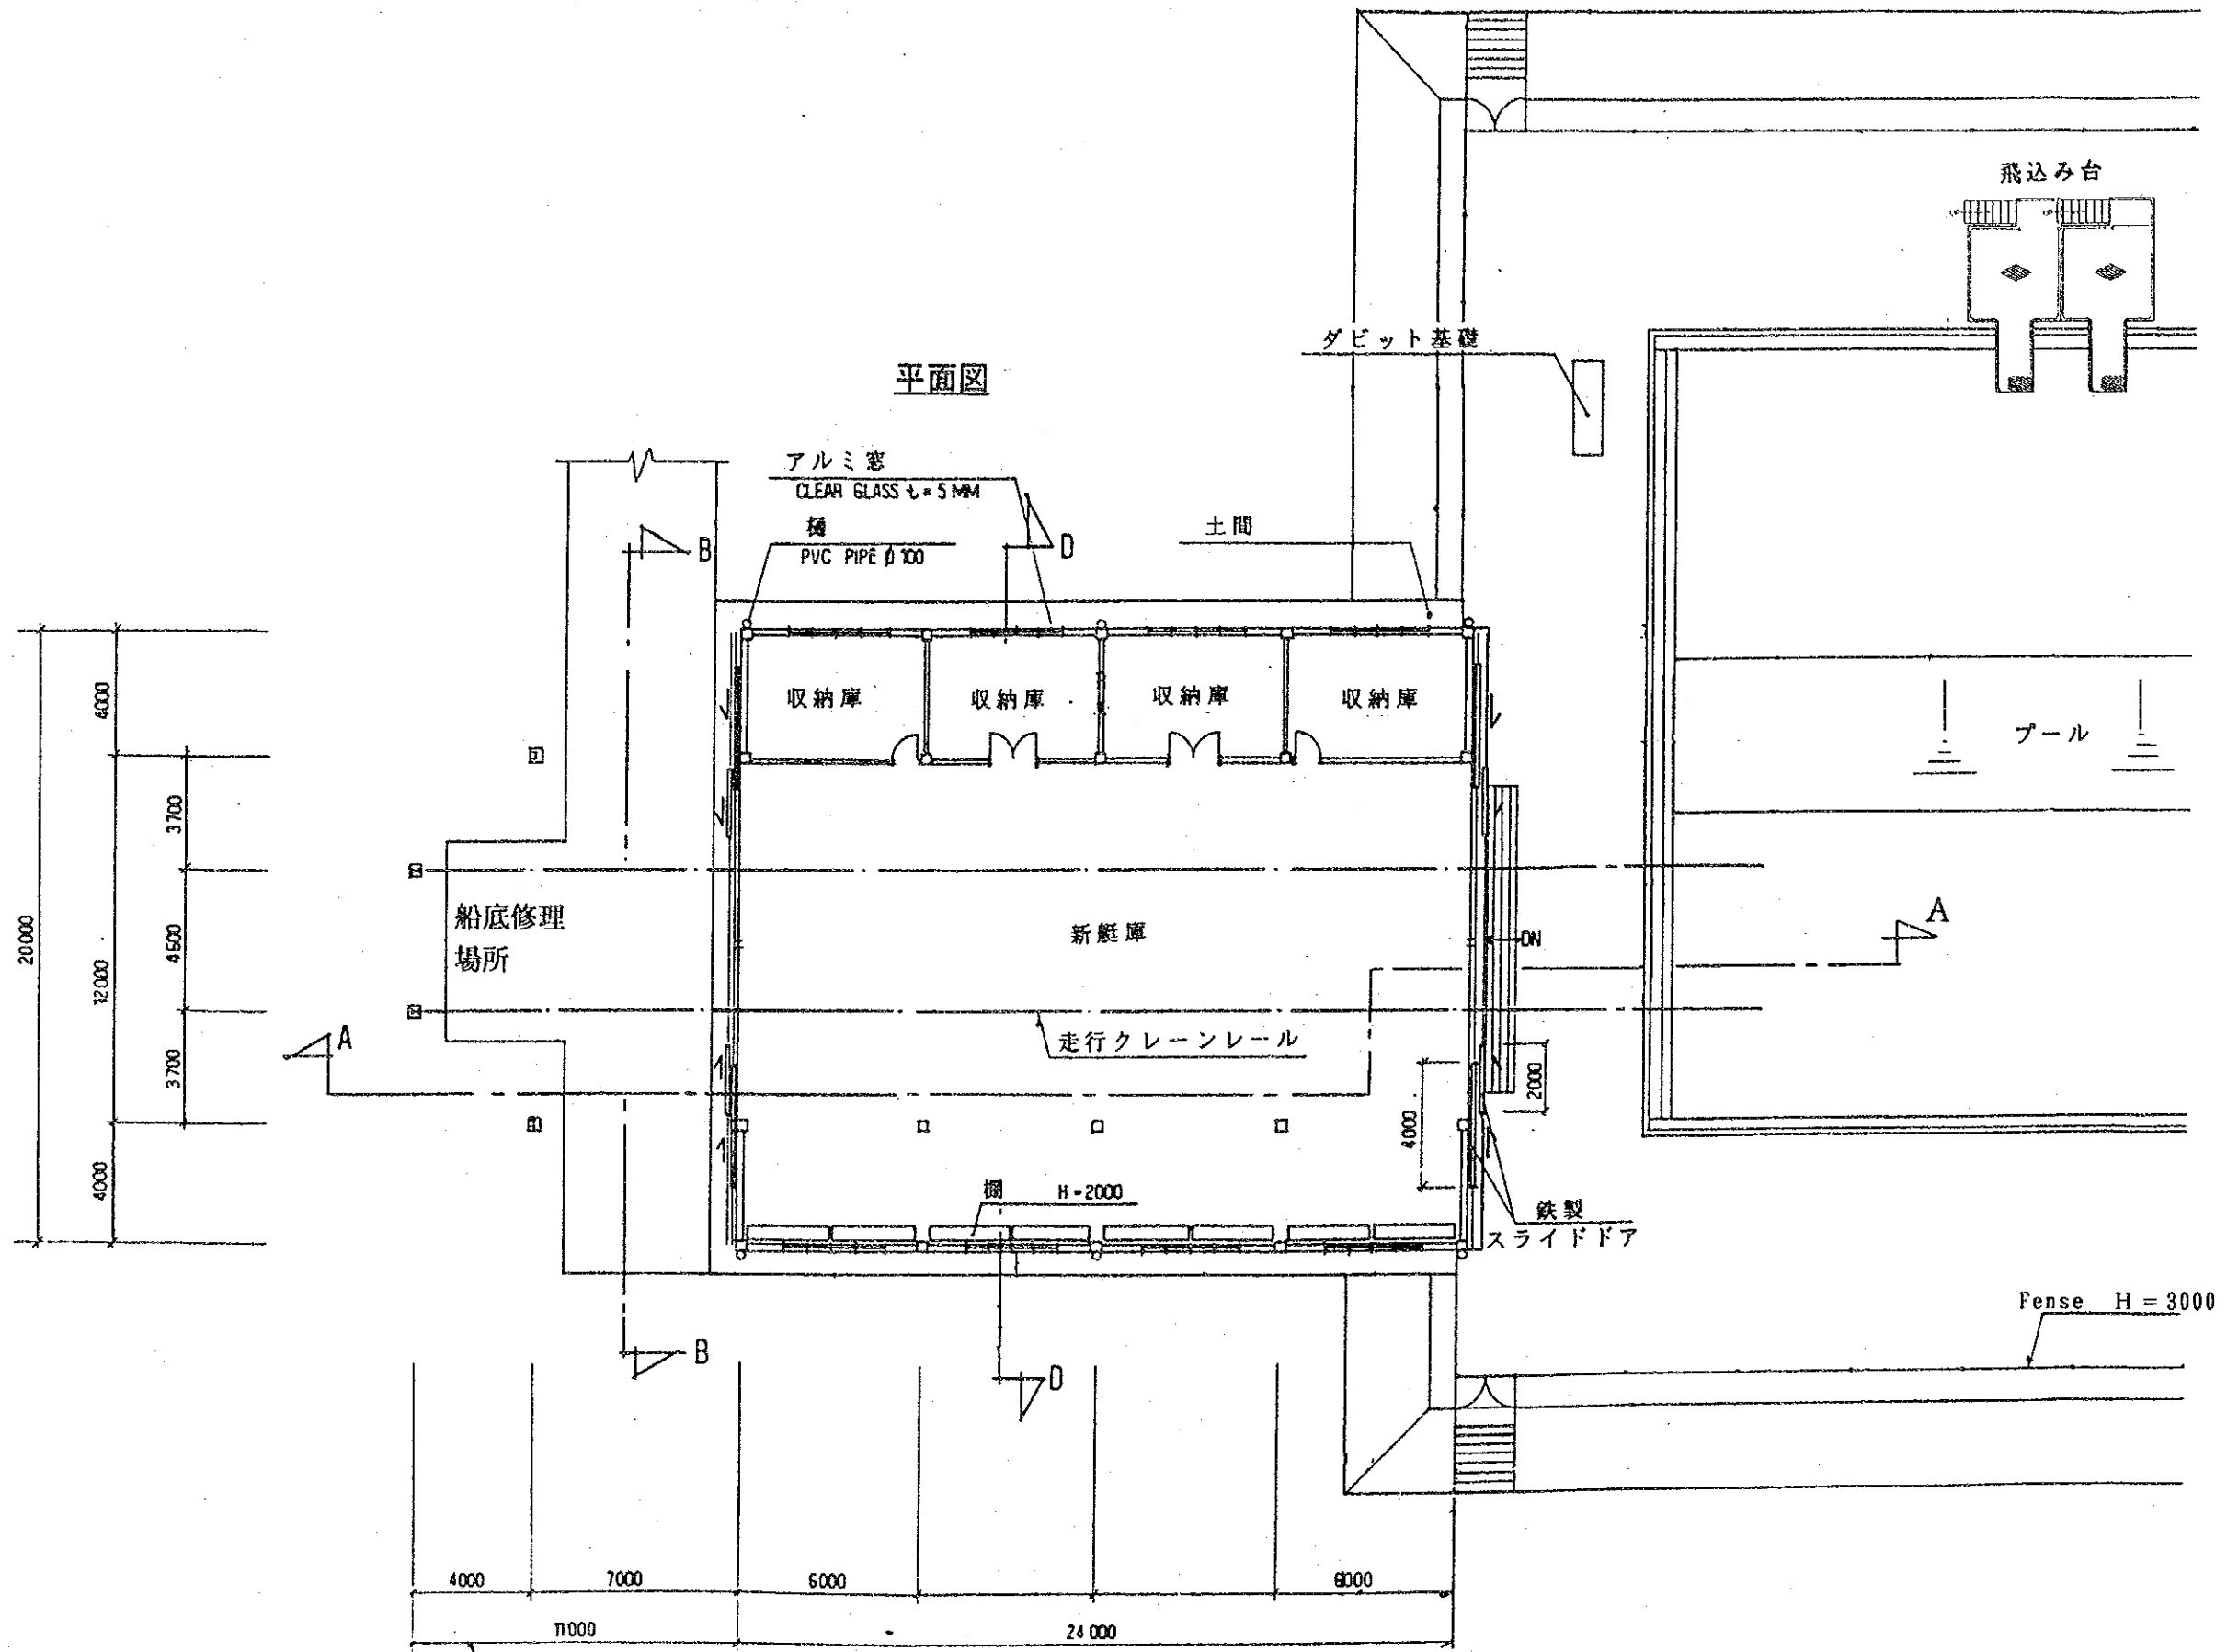 飛込み台
ダビット基礎
平面図
アルミ窓
CLEAR GLASS t=5MM
樋
PVC PIPE φ100
土間
B
D
収納庫
収納庫
収納庫
収納庫
プール
船底修理
場所
新艇庫
DN
A
走行クレーンレール
A
20000
4000
12000
4000
3700
4600
3700
4000
2000
棚 H=2000
鉄製
スライドドア
Fense H=3000
B
D
4000
7000
6000
11000
24000